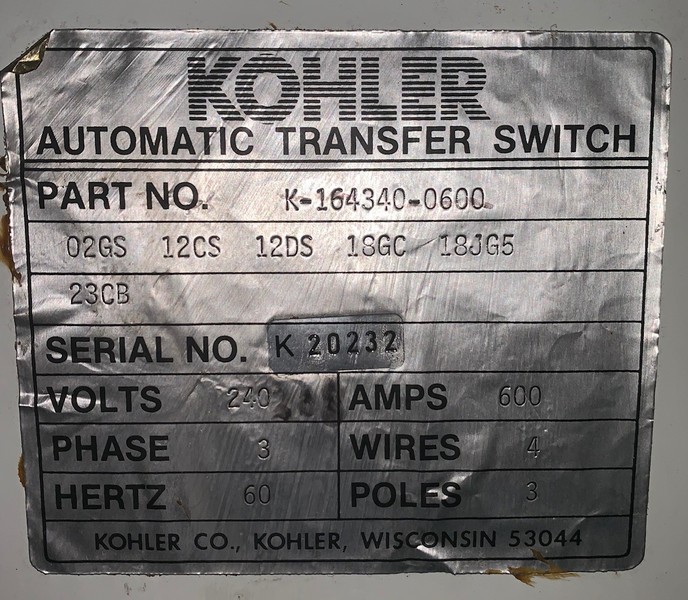 KOHLER
AUTOMATIC TRANSFER SWITCH
PART NO. K-164340-0600
02GS 12CS 12DS 18GC 18JG5
23CB
SERIAL NO. K 20232
VOLTS 240 AMPS 600
PHASE 3 WIRES 4
HERTZ 60 POLES 3
KOHLER CO., KOHLER, WISCONSIN 53044